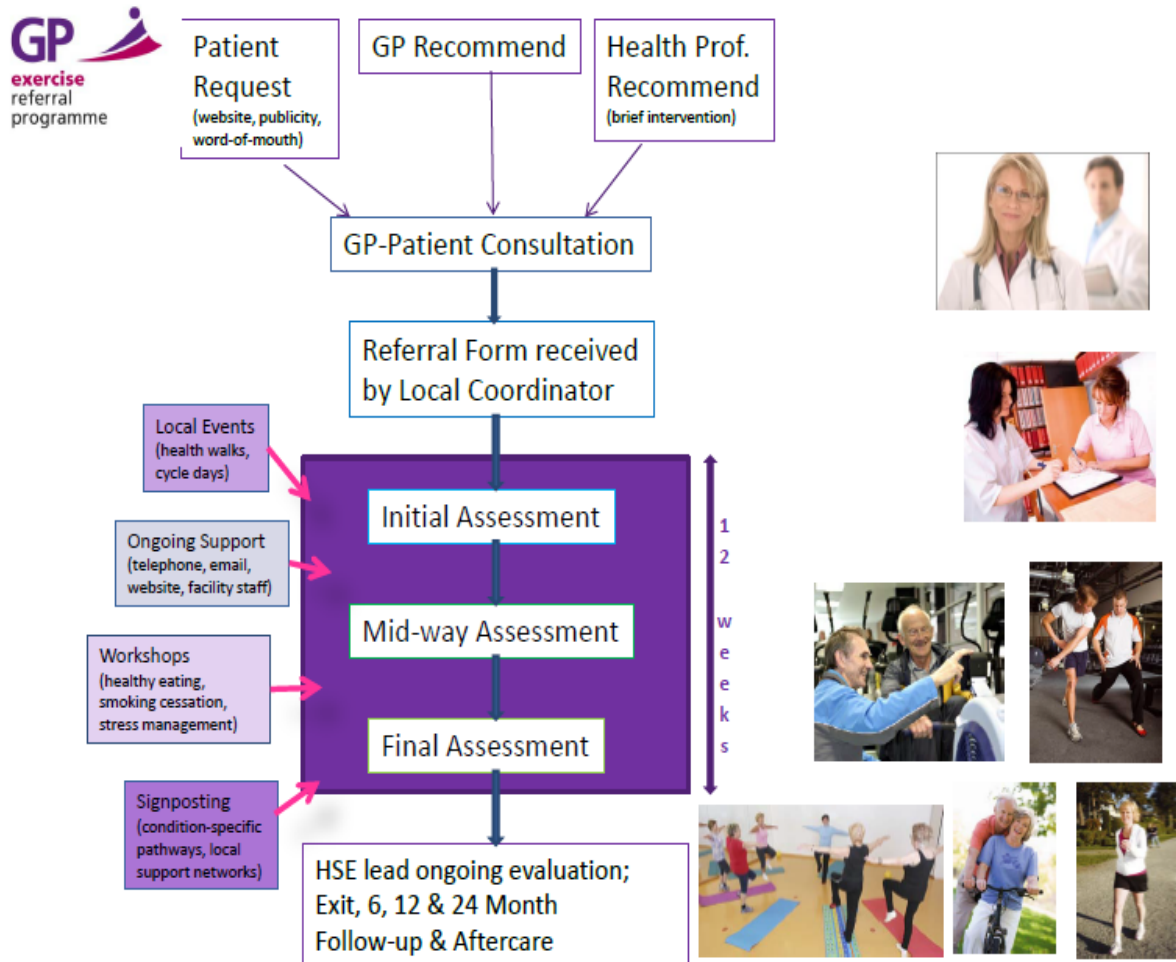 GP
exercise
referral
programme
Patient
Request
(website, publicity,
word-of-mouth)
GP Recommend
Health Prof.
Recommend
(brief intervention)
GP-Patient Consultation
Referral Form received
by Local Coordinator
Local Events
(health walks,
cycle days)
Ongoing Support
(telephone, email,
website, facility staff)
Workshops
(healthy eating,
smoking cessation,
stress management)
Signposting
(condition-specific
pathways, local
support networks)
Initial Assessment
Mid-way Assessment
Final Assessment
12 weeks
HSE lead ongoing evaluation;
Exit, 6, 12 & 24 Month
Follow-up & Aftercare